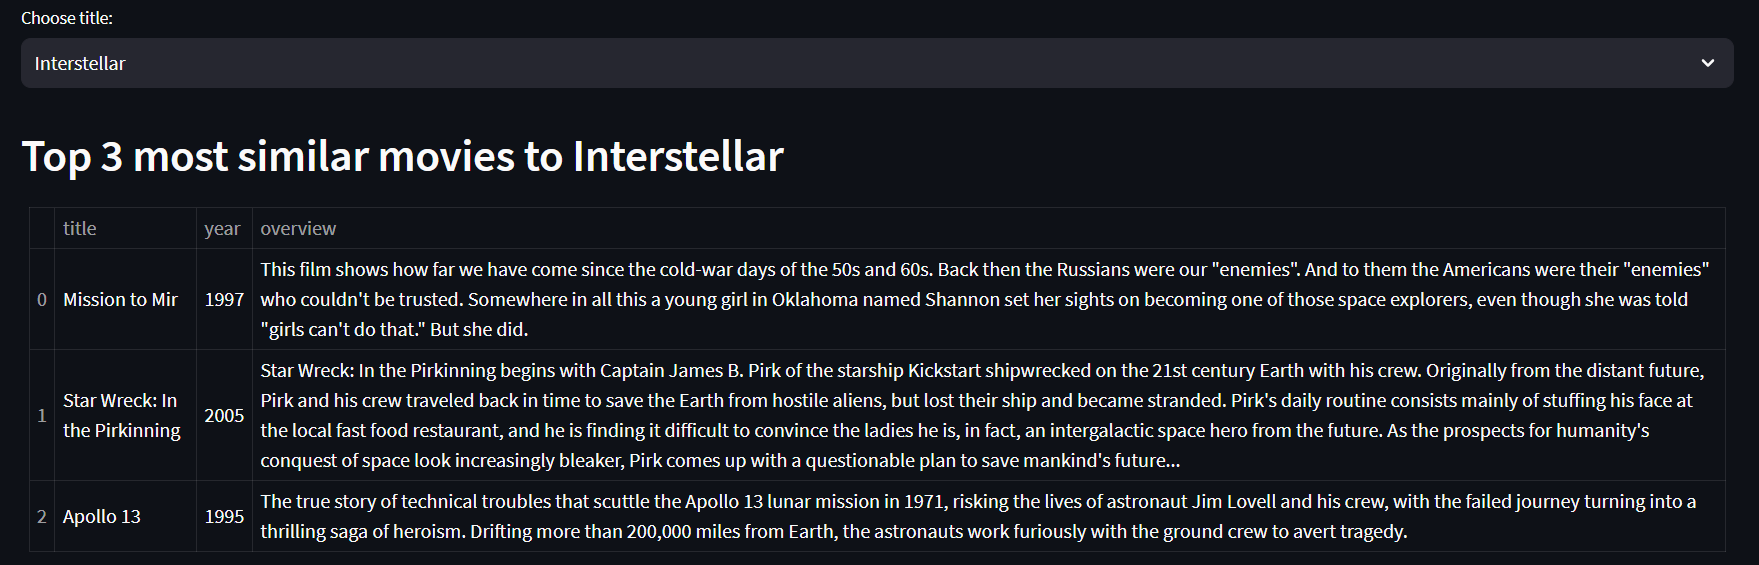 Choose title:
Interstellar
Top 3 most similar movies to Interstellar
title year overview
0 Mission to Mir 1997 This film shows how far we have come since the cold-war days of the 50s and 60s. Back then the Russians were our "enemies". And to them the Americans were their "enemies"
who couldn't be trusted. Somewhere in all this a young girl in Oklahoma named Shannon set her sights on becoming one of those space explorers, even though she was told
"girls can't do that." But she did.
1 Star Wreck: In
the Pirkinning 2005 Star Wreck: In the Pirkinning begins with Captain James B. Pirk of the starship Kickstart shipwrecked on the 21st century Earth with his crew. Originally from the distant future,
Pirk and his crew traveled back in time to save the Earth from hostile aliens, but lost their ship and became stranded. Pirk's daily routine consists mainly of stuffing his face at
the local fast food restaurant, and he is finding it difficult to convince the ladies he is, in fact, an intergalactic space hero from the future. As the prospects for humanity's
conquest of space look increasingly bleaker, Pirk comes up with a questionable plan to save mankind's future...
2 Apollo 13 1995 The true story of technical troubles that scuttle the Apollo 13 lunar mission in 1971, risking the lives of astronaut Jim Lovell and his crew, with the failed journey turning into a
thrilling saga of heroism. Drifting more than 200,000 miles from Earth, the astronauts work furiously with the ground crew to avert tragedy.